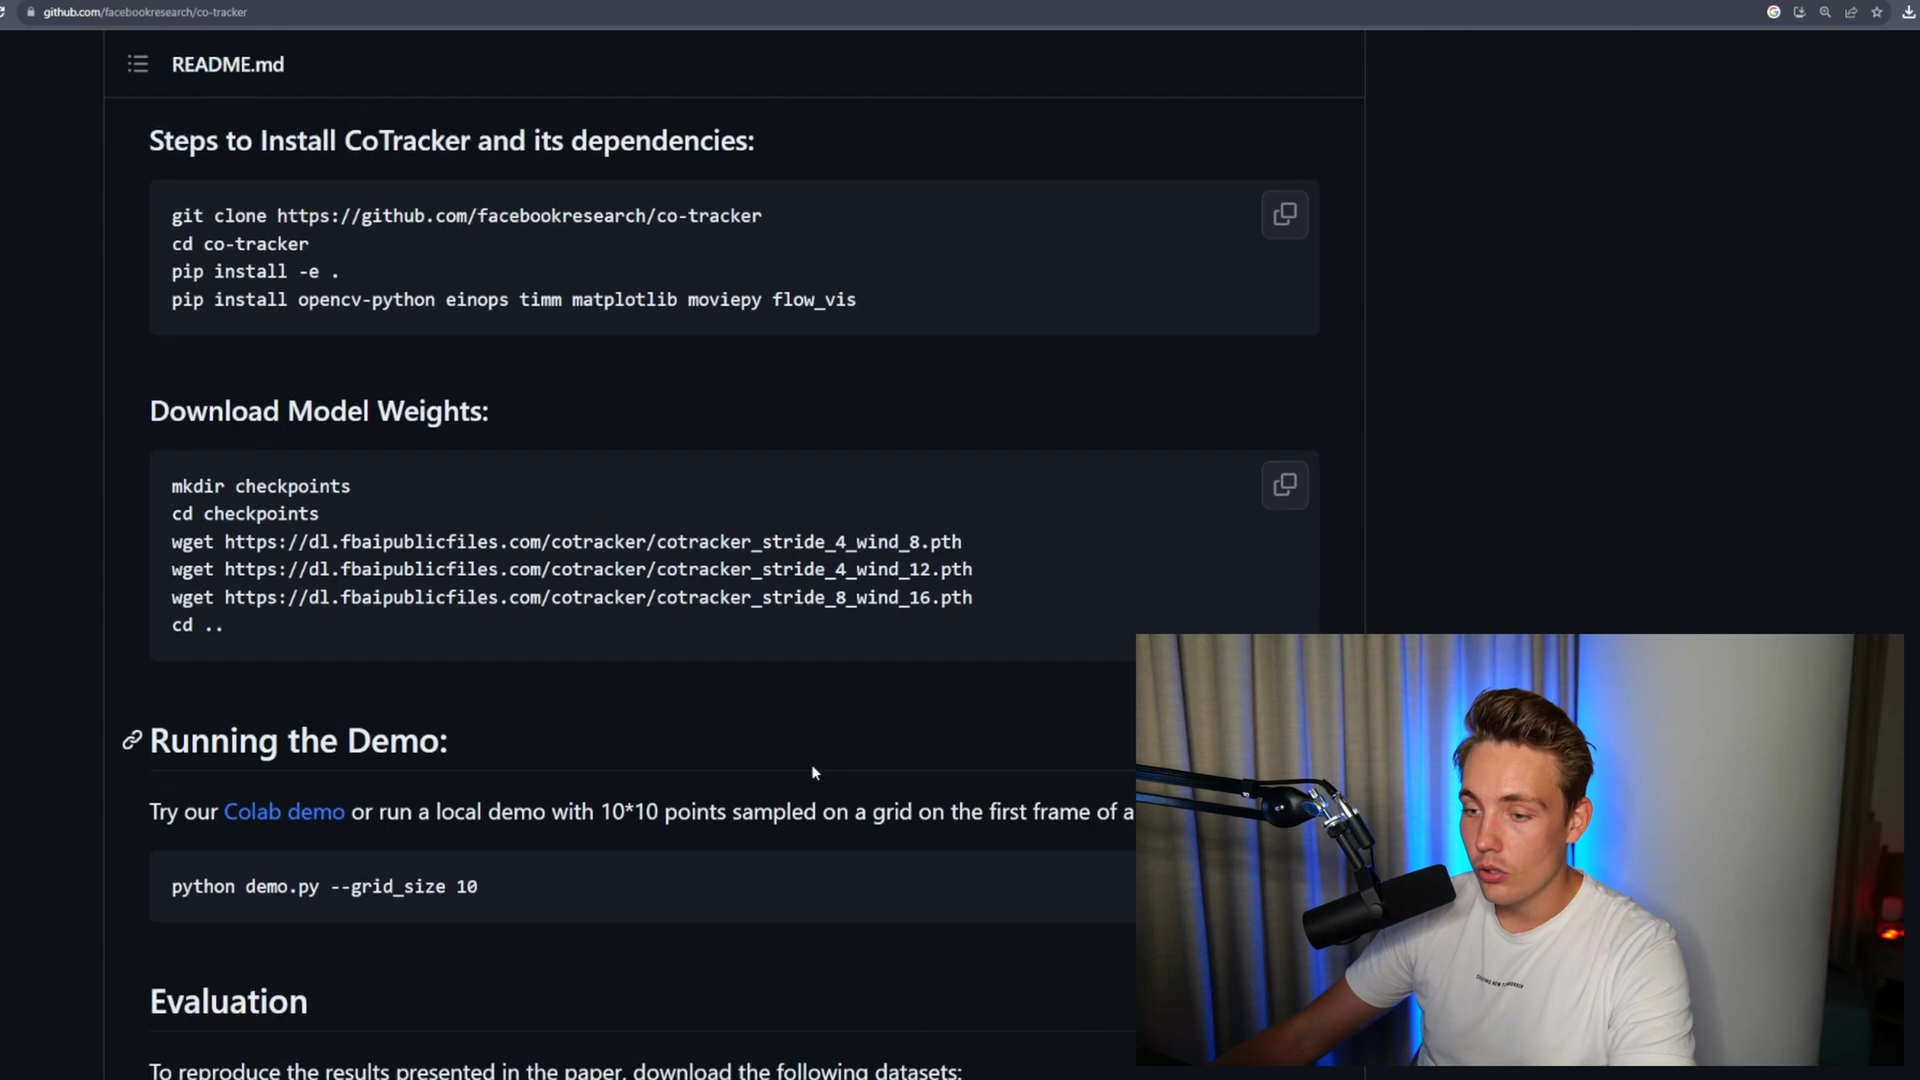 github.com/facebookresearch/co-tracker
README.md
Steps to Install CoTracker and its dependencies:
git clone https://github.com/facebookresearch/co-tracker
cd co-tracker
pip install -e .
pip install opencv-python einops timm matplotlib moviepy flow_vis
Download Model Weights:
mkdir checkpoints
cd checkpoints
wget https://dl.fbaipublicfiles.com/cotracker/cotracker_stride_4_wind_8.pth
wget https://dl.fbaipublicfiles.com/cotracker/cotracker_stride_4_wind_12.pth
wget https://dl.fbaipublicfiles.com/cotracker/cotracker_stride_8_wind_16.pth
cd ..
Running the Demo:
Try our Colab demo or run a local demo with 10*10 points sampled on a grid on the first frame of a
python demo.py --grid_size 10
Evaluation
To reproduce the results presented in the paper, download the following datasets: